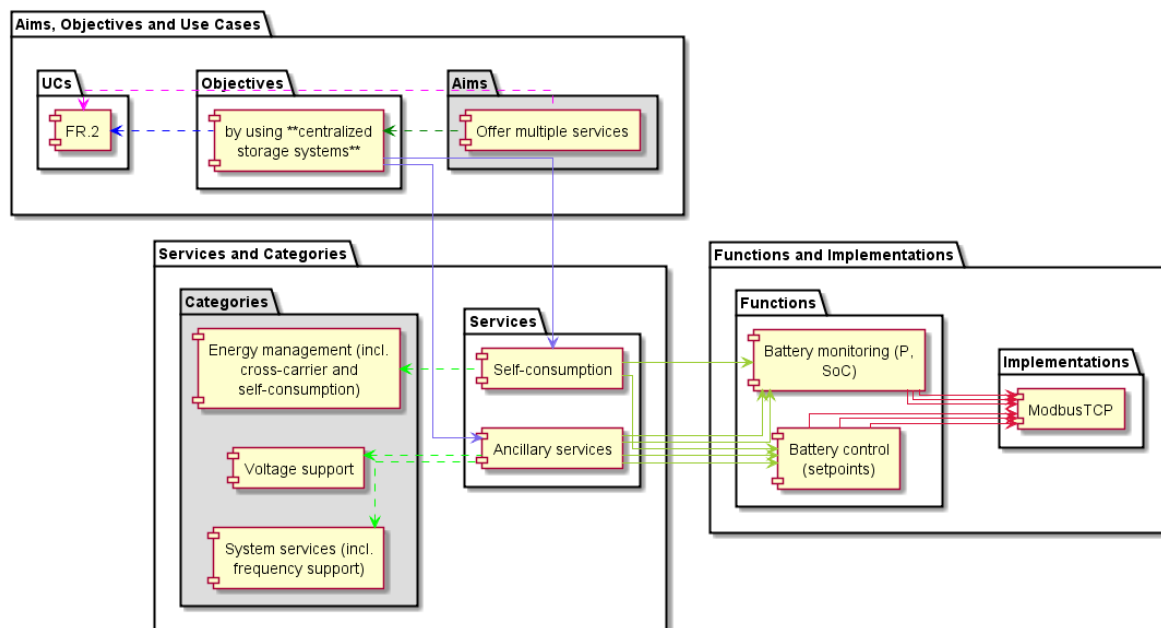 Aims, Objectives and Use Cases
UCs
FR.2
Objectives
by using **centralized
storage systems**
Aims
Offer multiple services
Services and Categories
Categories
Energy management (incl.
cross-carrier and
self-consumption)
Voltage support
System services (incl.
frequency support)
Services
Self-consumption
Ancillary services
Functions and Implementations
Functions
Battery monitoring (P,
SoC)
Battery control
(setpoints)
Implementations
ModbusTCP